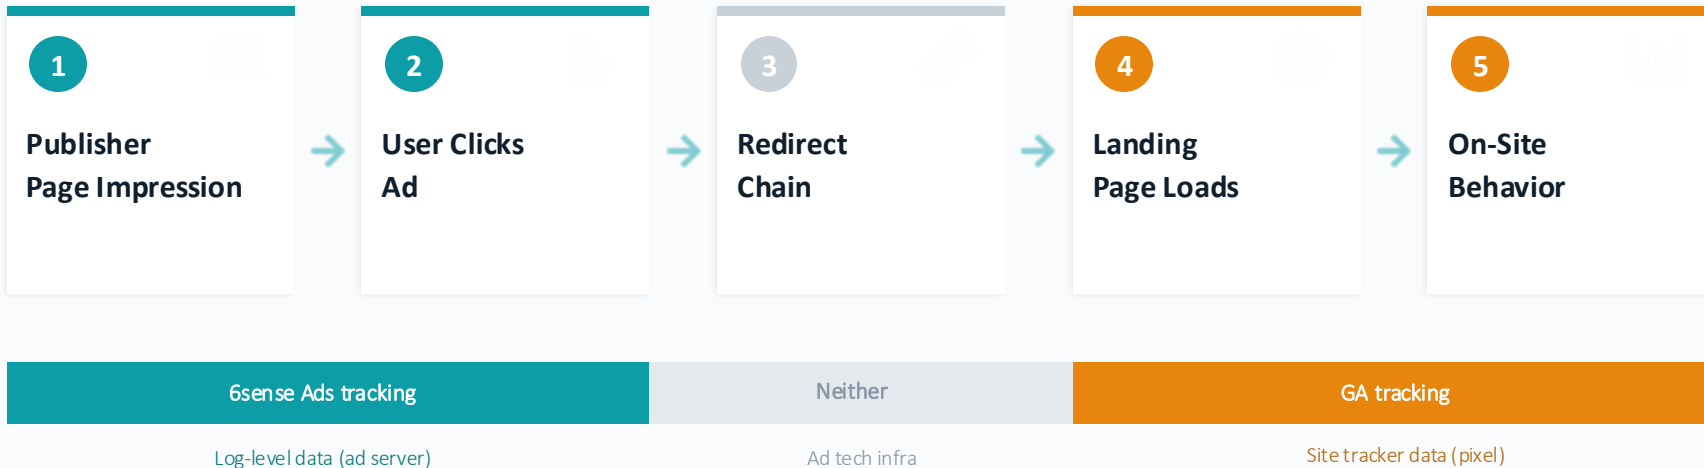 1
Publisher
Page Impression
2
User Clicks
Ad
3
Redirect
Chain
4
Landing
Page Loads
5
On-Site
Behavior
6sense Ads tracking
Neither
GA tracking
Log-level data (ad server)
Ad tech infra
Site tracker data (pixel)